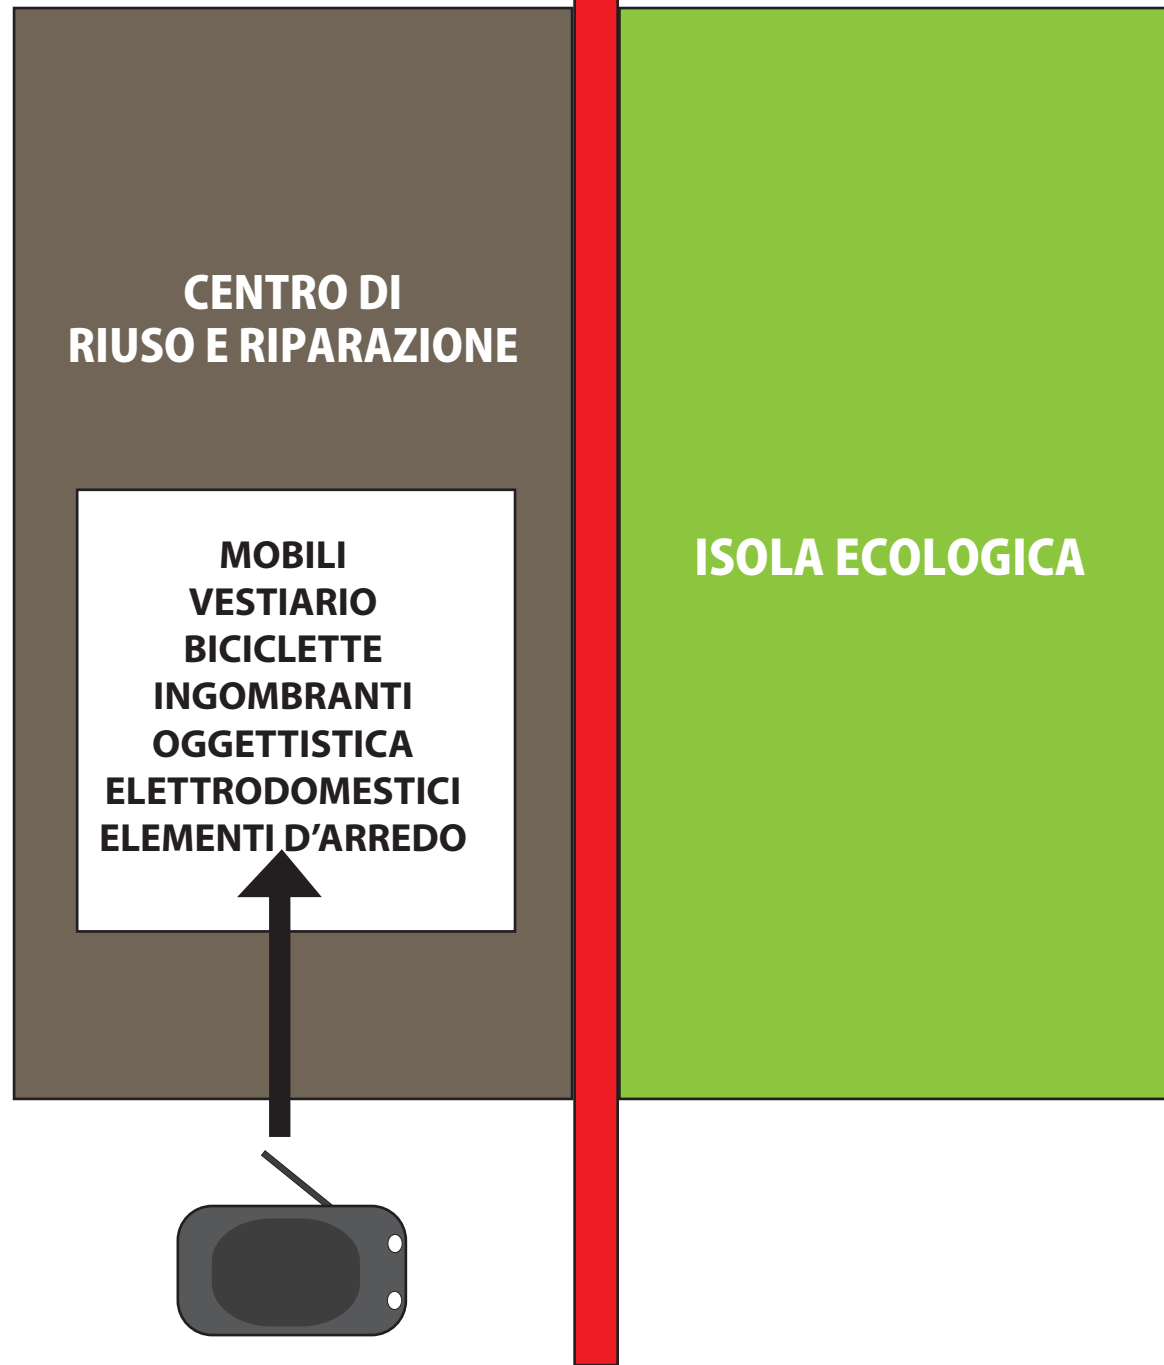 CENTRO DI
RIUSO E RIPARAZIONE
MOBILI
VESTIARIO
BICICLETTE
INGOMBRANTI
OGGETTISTICA
ELETTRODOMESTICI
ELEMENTI D’ARREDO
ISOLA ECOLOGICA